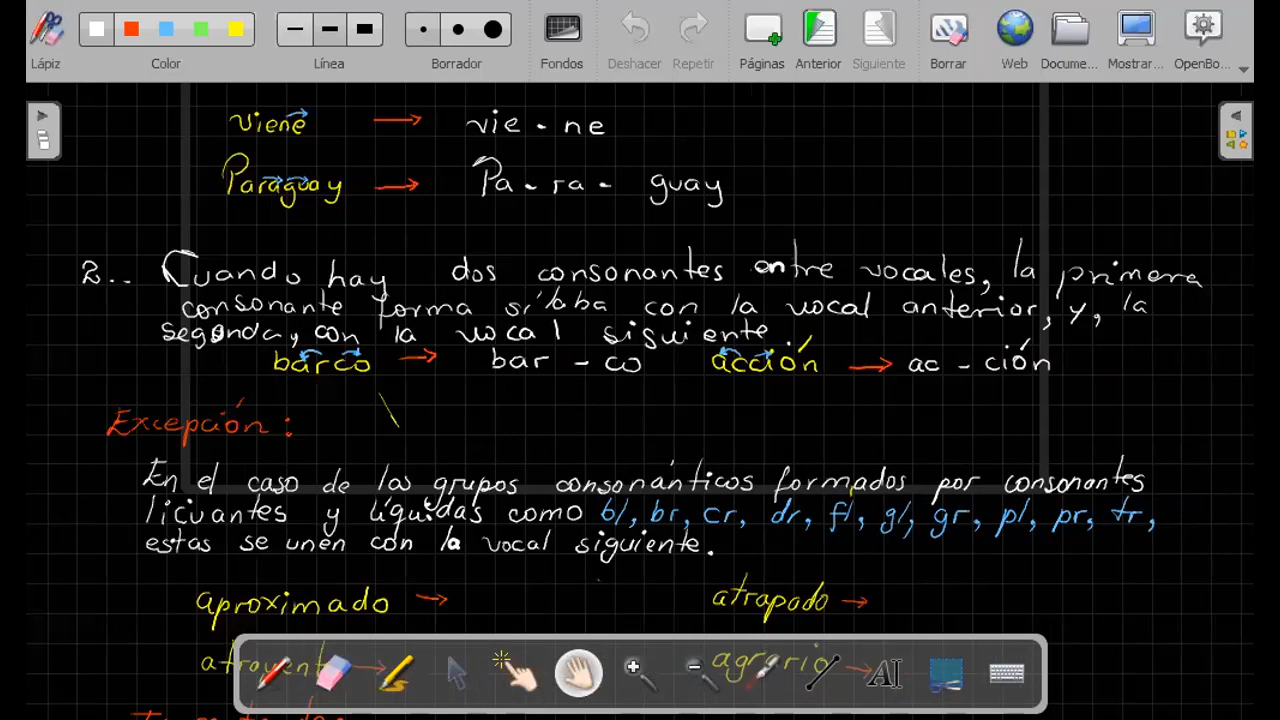 Lápiz Color Línea Borrador Fondos Deshacer Repetir Páginas Anterior Siguiente Borrar Web Docume... Mostrar... OpenBo...
viene → vie - ne
Paraguay → Pa - ra - guay
2.. Cuando hay dos consonantes entre vocales, la primera
consonante forma sílaba con la vocal anterior, y, la
segunda, con la vocal siguiente.
barco → bar - co acción → ac - ción
Excepción:
En el caso de los grupos consonánticos formados por consonantes
licuantes y líquidas como bl, br, cr, dr, fl, gl, gr, pl, pr, tr,
estas se unen con la vocal siguiente.
aproximado → atrapado →
agrario →